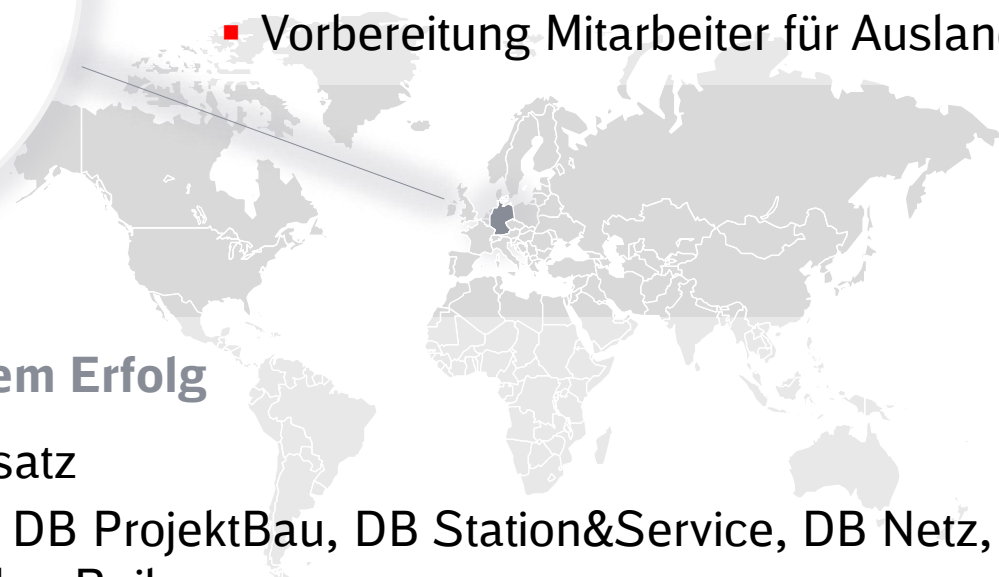 Vorbereitung Mitarbeiter für Ausland
em Erfolg
satz
DB ProjektBau, DB Station&Service, DB Netz,